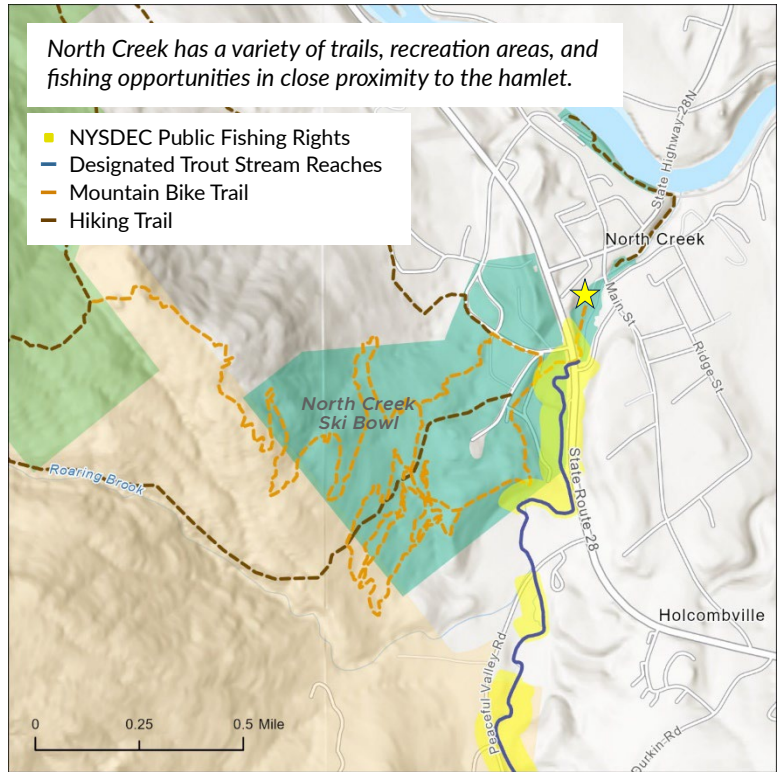 North Creek has a variety of trails, recreation areas, and
fishing opportunities in close proximity to the hamlet.
NYSDEC Public Fishing Rights
Designated Trout Stream Reaches
Mountain Bike Trail
Hiking Trail
State Highway 28N
North Creek
Main St
Ridge St
North Creek
Ski Bowl
Roaring Brook
State Route 28
Holcombville
Peaceful Valley Rd
Durkin Rd
0 0.25 0.5 Mile